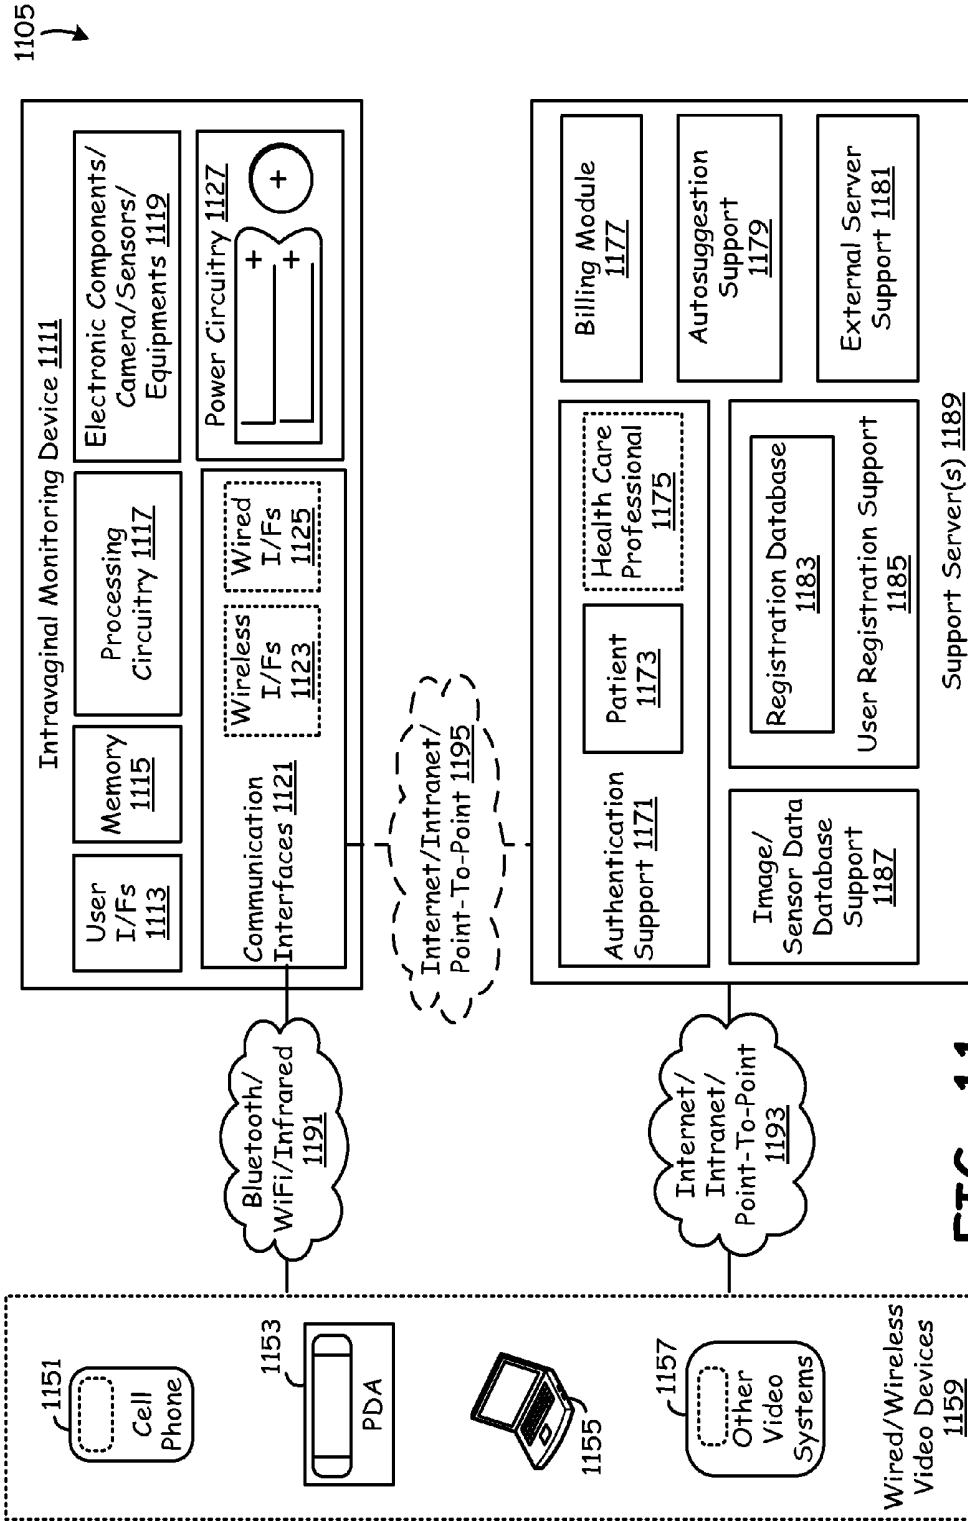 1105
Intravaginal Monitoring Device 1111
User
I/Fs
1113
Memory
1115
Processing
Circuitry 1117
Electronic Components/
Camera/Sensors/
Equipments 1119
Communication
Interfaces 1121
Wireless
I/Fs
1123
Wired
I/Fs
1125
Power Circuitry 1127
+
+
+
Bluetooth/
WiFi/Infrared
1191
Internet/Intranet/
Point-To-Point 1195
1151
Cell
Phone
1153
PDA
1155
1157
Other
Video
Systems
Wired/Wireless
Video Devices
1159
Internet/
Intranet/
Point-To-Point
1193
Authentication
Support 1171
Patient
1173
Health Care
Professional
1175
Billing Module
1177
Autosuggestion
Support
1179
External Server
Support 1181
Image/
Sensor Data
Database
Support
1187
Registration Database
1183
User Registration Support
1185
Support Server(s) 1189
FIG. 11